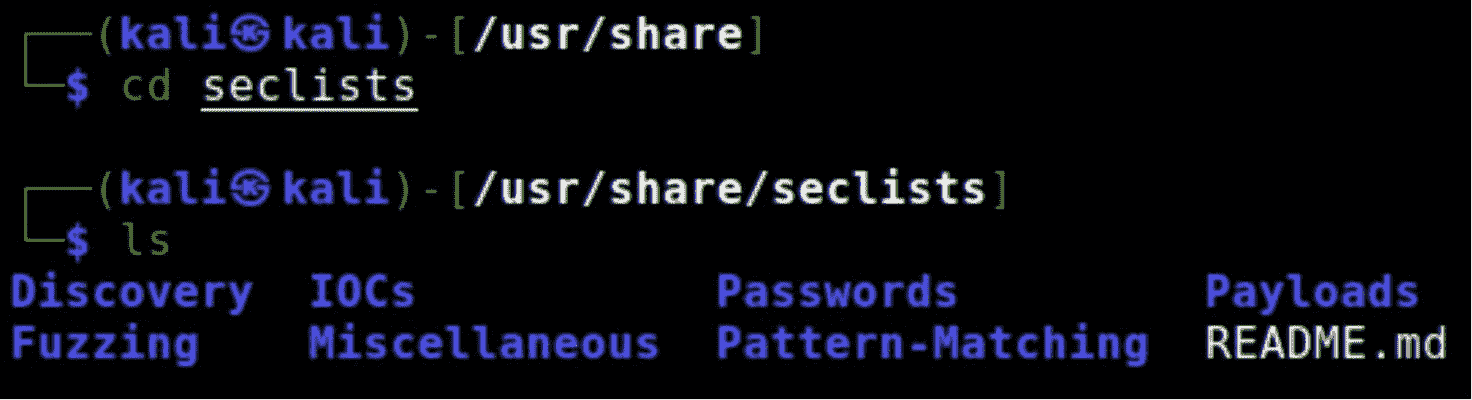 ┌──(kali㉿kali)-[/usr/share]
└─$ cd seclists
┌──(kali㉿kali)-[/usr/share/seclists]
└─$ ls
Discovery IOCs Passwords Payloads
Fuzzing Miscellaneous Pattern-Matching README.md